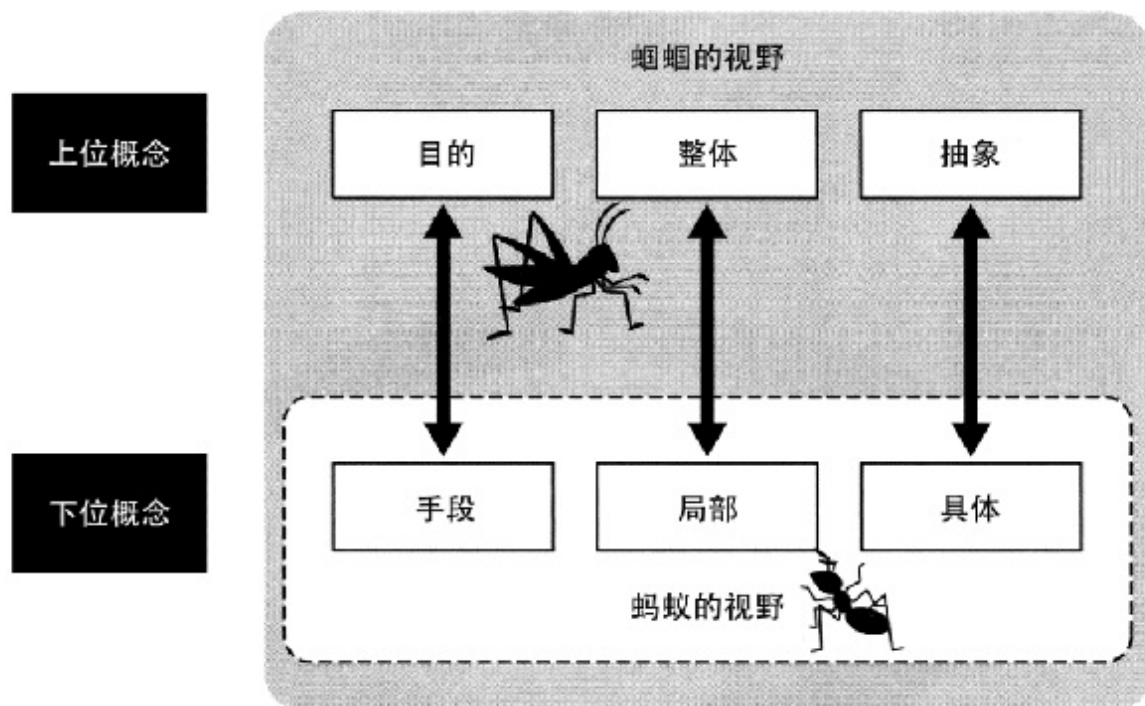 蝈蝈的视野
上位概念
目的
整体
抽象
下位概念
手段
局部
具体
蚂蚁的视野